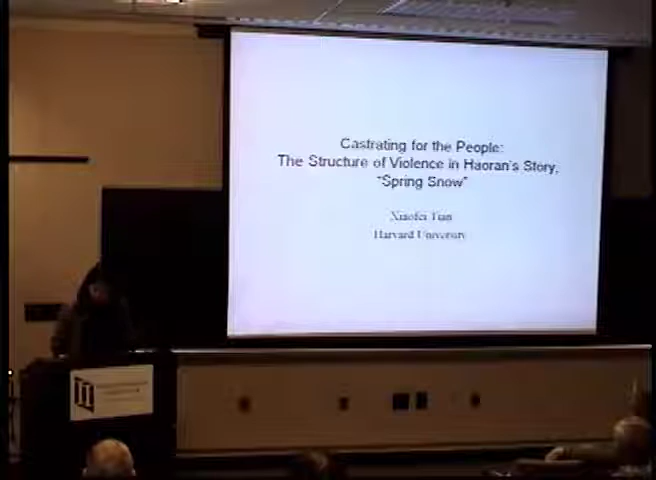 Castrating for the People:
The Structure of Violence in Haoran's Story,
"Spring Snow"
Xiaofei Tian
Harvard University